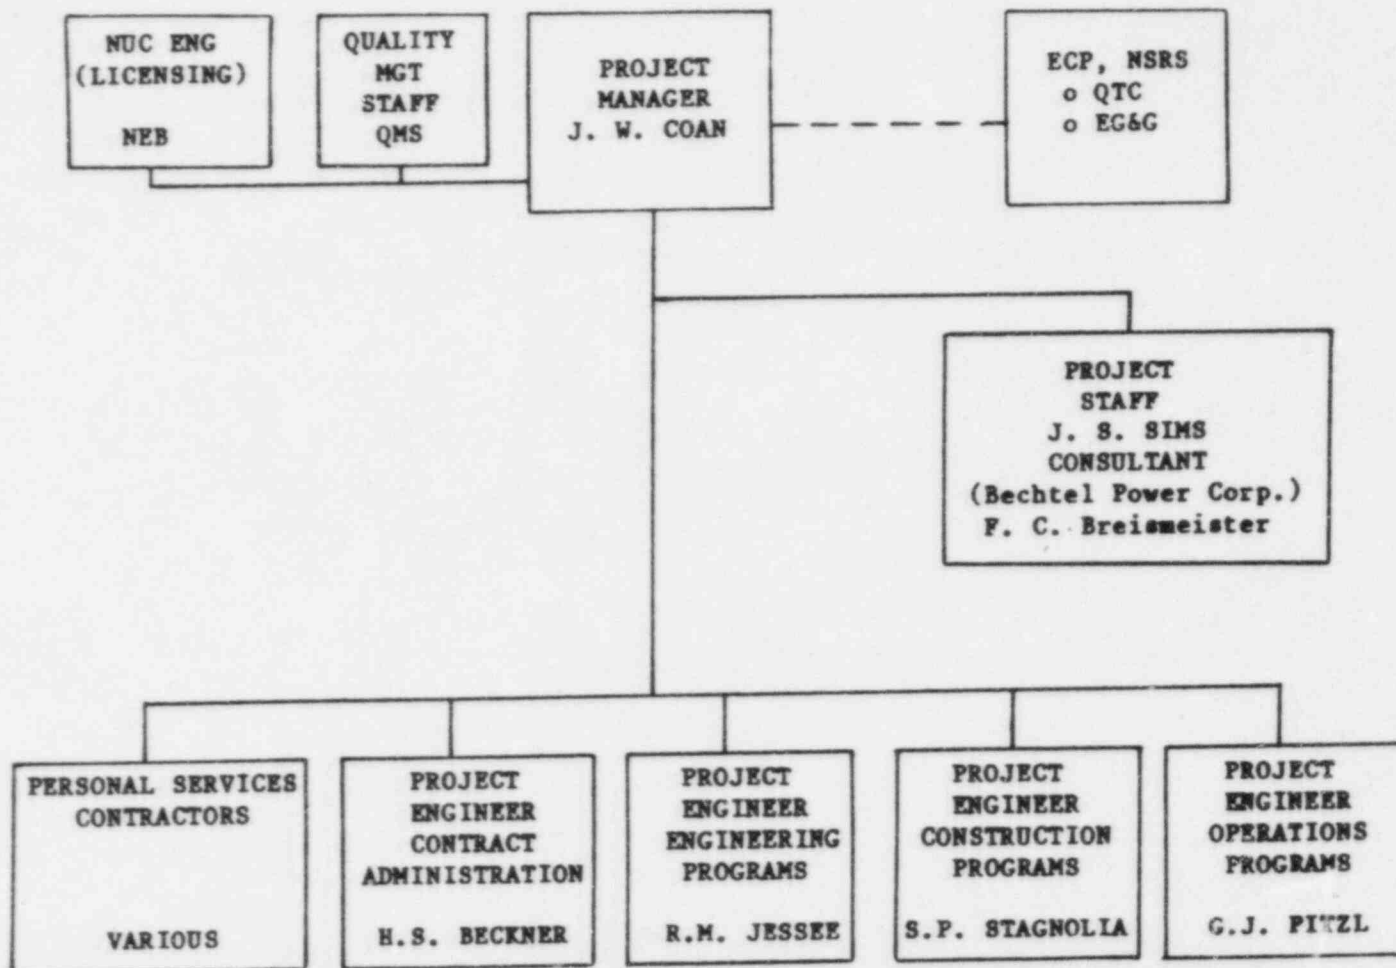 NUC ENG
(LICENSING)
NEB
QUALITY
MGT
STAFF
QMS
PROJECT
MANAGER
J. W. COAN
ECP, NSRS
o QTC
o EG&G
PROJECT
STAFF
J. S. SIMS
CONSULTANT
(Bechtel Power Corp.)
F. C. Breismeister
PERSONAL SERVICES
CONTRACTORS
VARIOUS
PROJECT
ENGINEER
CONTRACT
ADMINISTRATION
H.S. BECKNER
PROJECT
ENGINEER
ENGINEERING
PROGRAMS
R.M. JESSEE
PROJECT
ENGINEER
CONSTRUCTION
PROGRAMS
S.P. STAGNOLIA
PROJECT
ENGINEER
OPERATIONS
PROGRAMS
G.J. PITZL